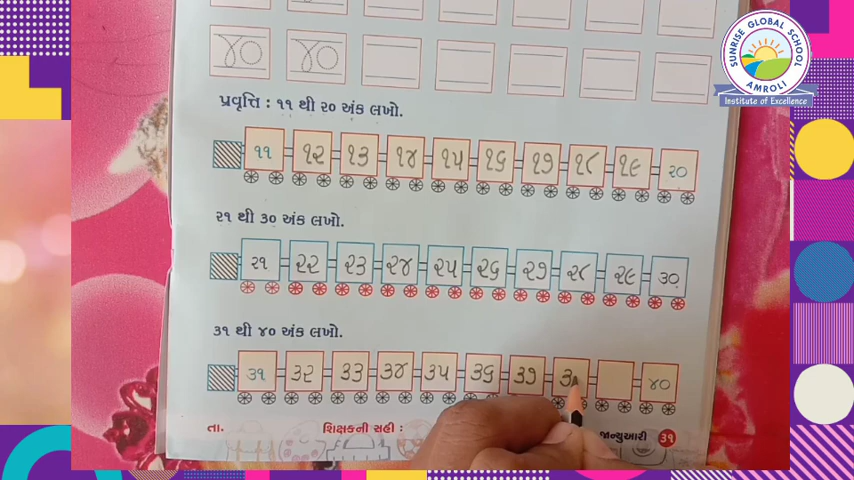 SUNRISE GLOBAL SCHOOL
AMROLI
Institute of Excellence
૪૦ ૪૦
પ્રવૃત્તિ : ૧૧ થી ૨૦ અંક લખો.
૧૧ ૧૨ ૧૩ ૧૪ ૧૫ ૧૬ ૧૭ ૧૮ ૧૯ ૨૦
૨૧ થી ૩૦ અંક લખો.
૨૧ ૨૨ ૨૩ ૨૪ ૨૫ ૨૬ ૨૭ ૨૮ ૨૯ ૩૦
૩૧ થી ૪૦ અંક લખો.
૩૧ ૩૨ ૩૩ ૩૪ ૩૫ ૩૬ ૩૭ ૩ ૪૦
તા. શિક્ષકની સહી : જાન્યુઆરી ૩૧